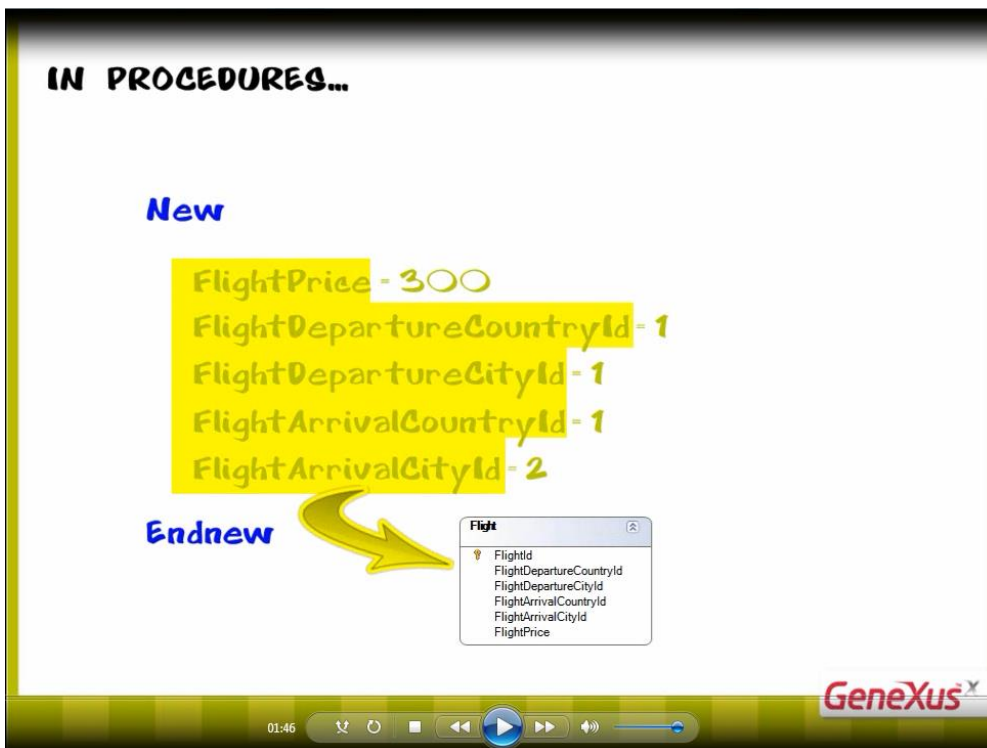 IN PROCEDURES...
New
FlightPrice = 300
FlightDepartureCountryId = 1
FlightDepartureCityId = 1
FlightArrivalCountryId = 1
FlightArrivalCityId = 2
Endnew
Flight
FlightId
FlightDepartureCountryId
FlightDepartureCityId
FlightArrivalCountryId
FlightArrivalCityId
FlightPrice
GeneXus X
01:46